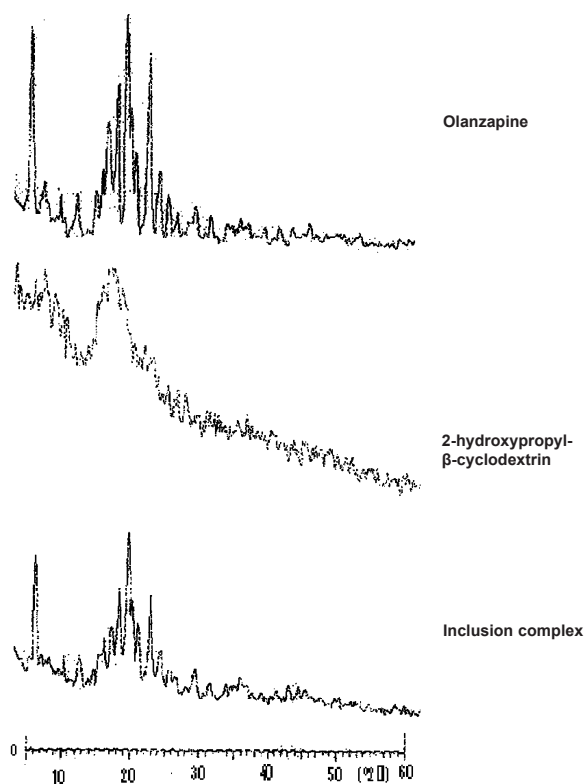 Olanzapine
2-hydroxypropyl-
β-cyclodextrin
Inclusion complex
0
10 20 30 40 50 60